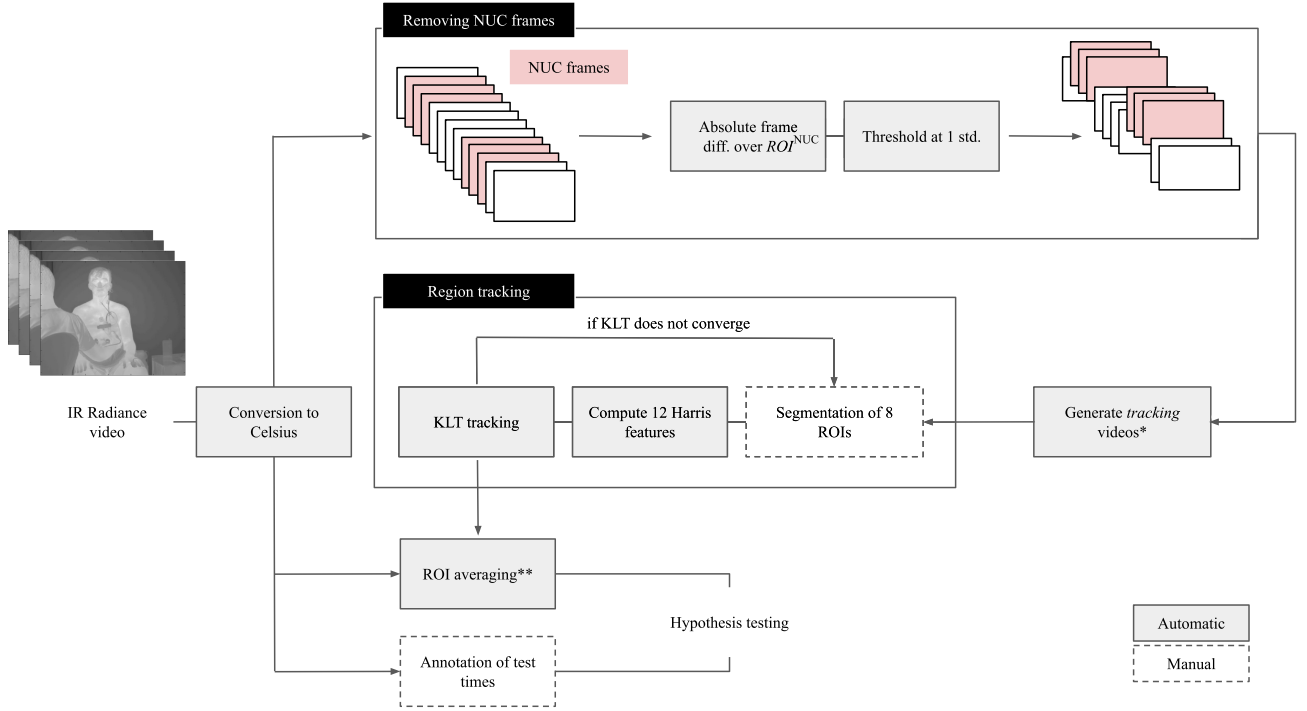 Removing NUC frames
NUC frames
Absolute frame
diff. over ROI^NUC
Threshold at 1 std.
Region tracking
if KLT does not converge
IR Radiance
video
Conversion to
Celsius
KLT tracking
Compute 12 Harris
features
Segmentation of 8
ROIs
Generate tracking
videos*
ROI averaging**
Hypothesis testing
Annotation of test
times
Automatic
Manual